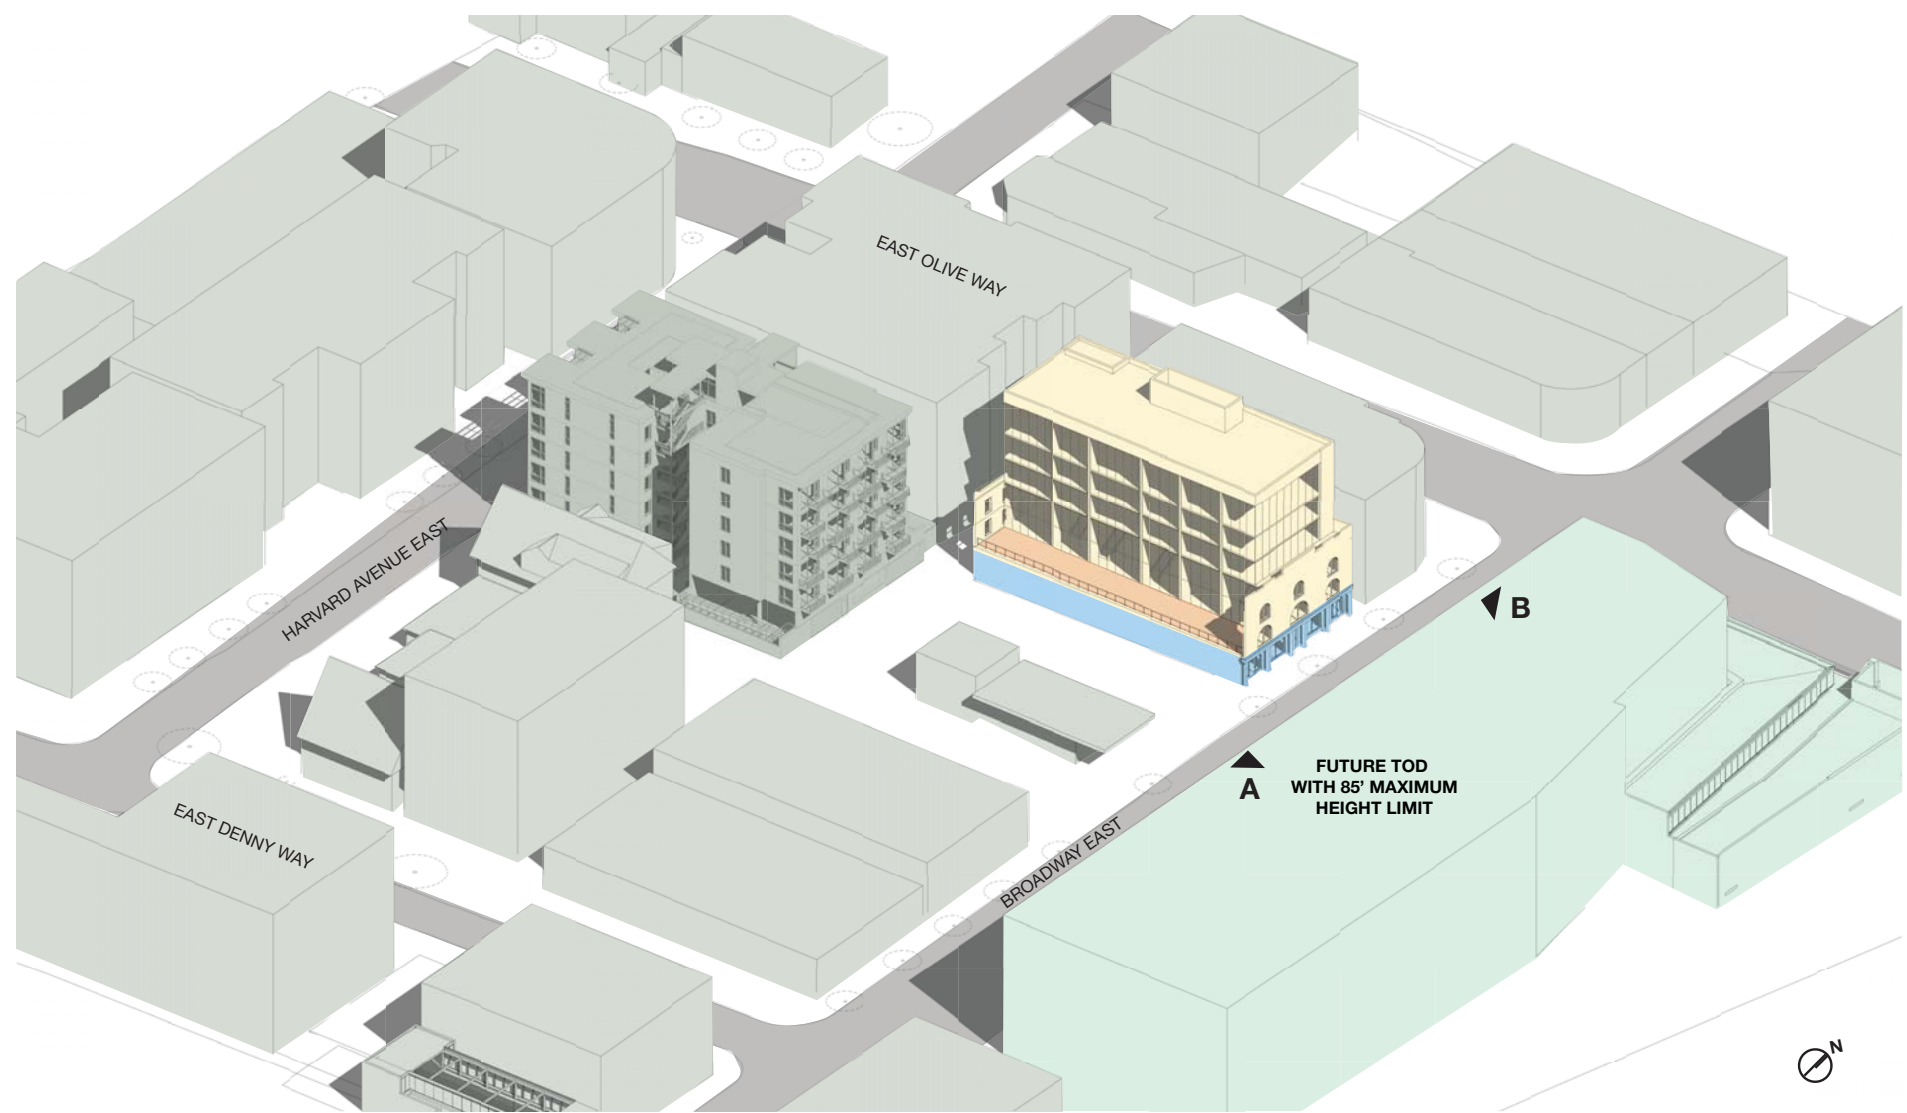 EAST OLIVE WAY
HARVARD AVENUE EAST
B
A
FUTURE TOD
WITH 85' MAXIMUM
HEIGHT LIMIT
EAST DENNY WAY
BROADWAY EAST
N